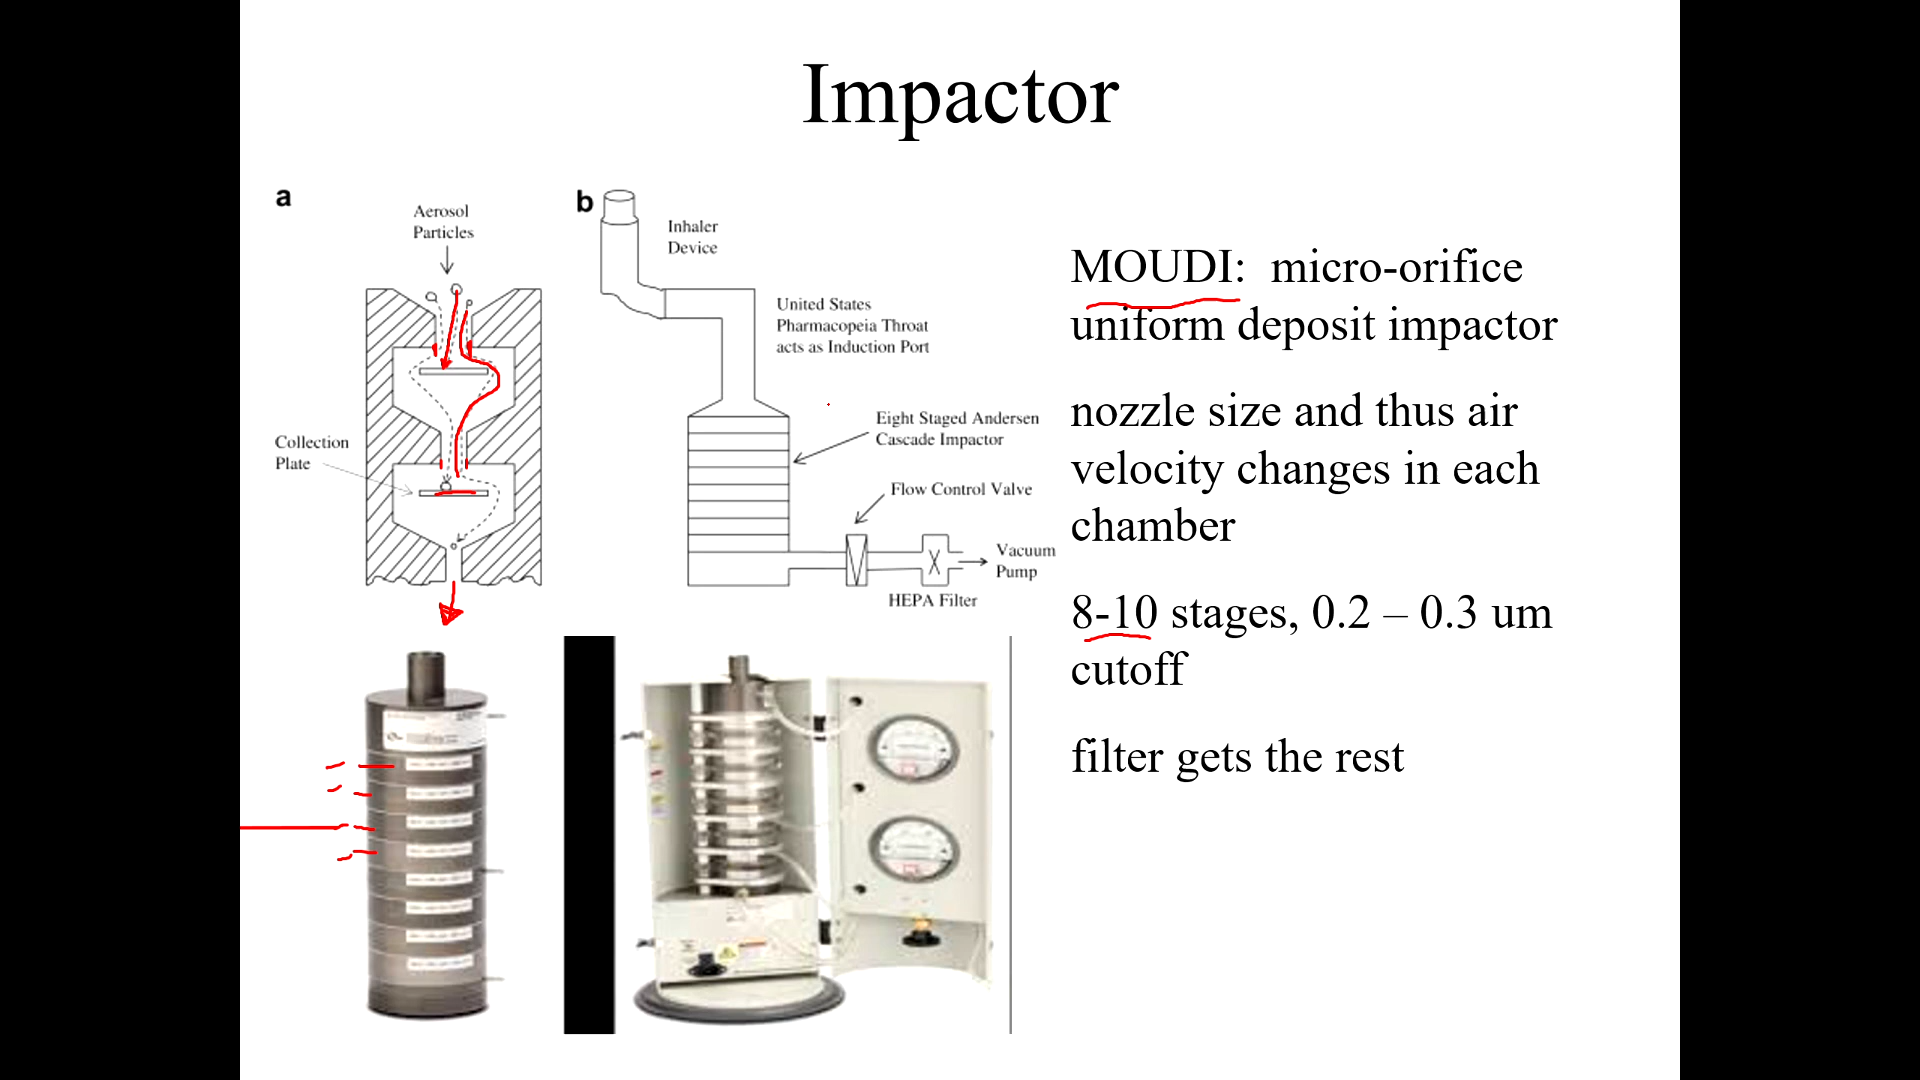 Impactor
a
Aerosol
Particles
Collection
Plate
b
Inhaler
Device
United States
Pharmacopeia Throat
acts as Induction Port
Eight Staged Andersen
Cascade Impactor
Flow Control Valve
Vacuum
Pump
HEPA Filter
MOUDI:  micro-orifice
uniform deposit impactor
nozzle size and thus air
velocity changes in each
chamber
8-10 stages, 0.2 – 0.3 um
cutoff
filter gets the rest